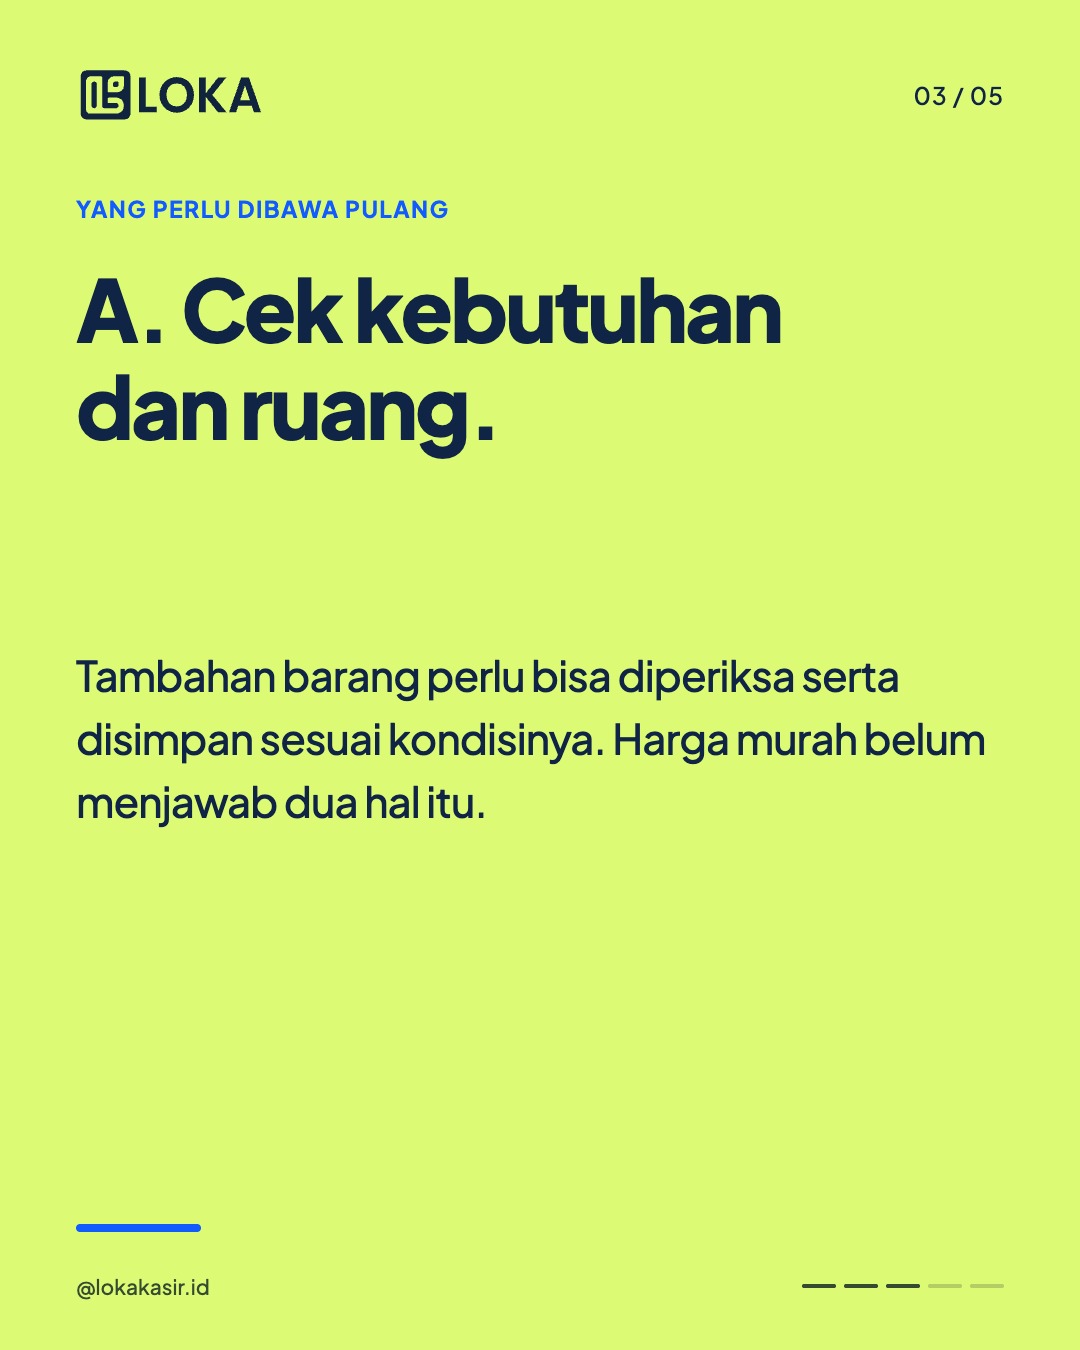 LOKA
03 / 05
YANG PERLU DIBAWA PULANG
A. Cek kebutuhan
dan ruang.
Tambahan barang perlu bisa diperiksa serta
disimpan sesuai kondisinya. Harga murah belum
menjawab dua hal itu.
@lokakasir.id